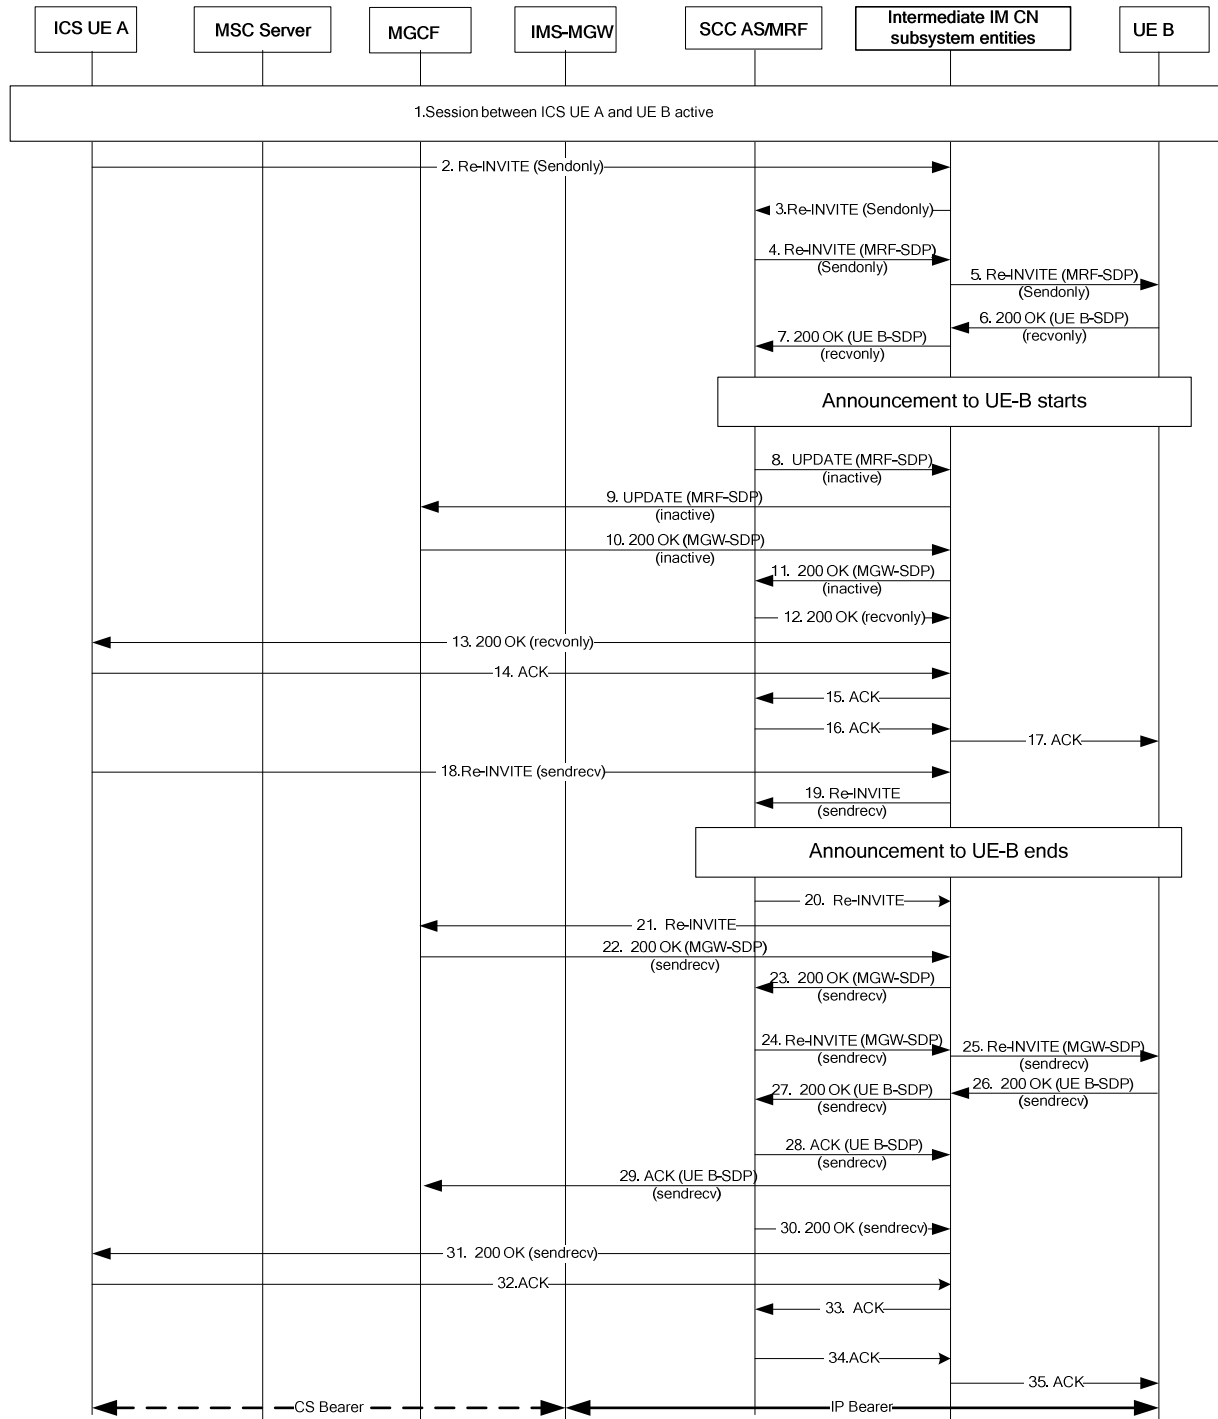 ICS UE A
MSC Server
MGCF
IMS-MGW
SCC AS/MRF
Intermediate IM CN
subsystem entities
UE B
1.Session between ICS UE A and UE B active
2. Re-INVITE (Sendonly)
3.Re-INVITE (Sendonly)
4. Re-INVITE (MRF-SDP)
(Sendonly)
5. Re-INVITE (MRF-SDP)
(Sendonly)
6. 200 OK (UE B-SDP)
(recvonly)
7. 200 OK (UE B-SDP)
(recvonly)
Announcement to UE-B starts
8. UPDATE (MRF-SDP)
(inactive)
9. UPDATE (MRF-SDP)
(inactive)
10. 200 OK (MGW-SDP)
(inactive)
11. 200 OK (MGW-SDP)
(inactive)
12. 200 OK (recvonly)
13. 200 OK (recvonly)
14. ACK
15. ACK
16. ACK
17. ACK
18.Re-INVITE (sendrecv)
19. Re-INVITE
(sendrecv)
Announcement to UE-B ends
20. Re-INVITE
21. Re-INVITE
22. 200 OK (MGW-SDP)
(sendrecv)
23. 200 OK (MGW-SDP)
(sendrecv)
24. Re-INVITE (MGW-SDP)
(sendrecv)
25. Re-INVITE (MGW-SDP)
(sendrecv)
26. 200 OK (UE B-SDP)
(sendrecv)
27. 200 OK (UE B-SDP)
(sendrecv)
28. ACK (UE B-SDP)
(sendrecv)
29. ACK (UE B-SDP)
(sendrecv)
30. 200 OK (sendrecv)
31. 200 OK (sendrecv)
32.ACK
33. ACK
34.ACK
35. ACK
CS Bearer
IP Bearer